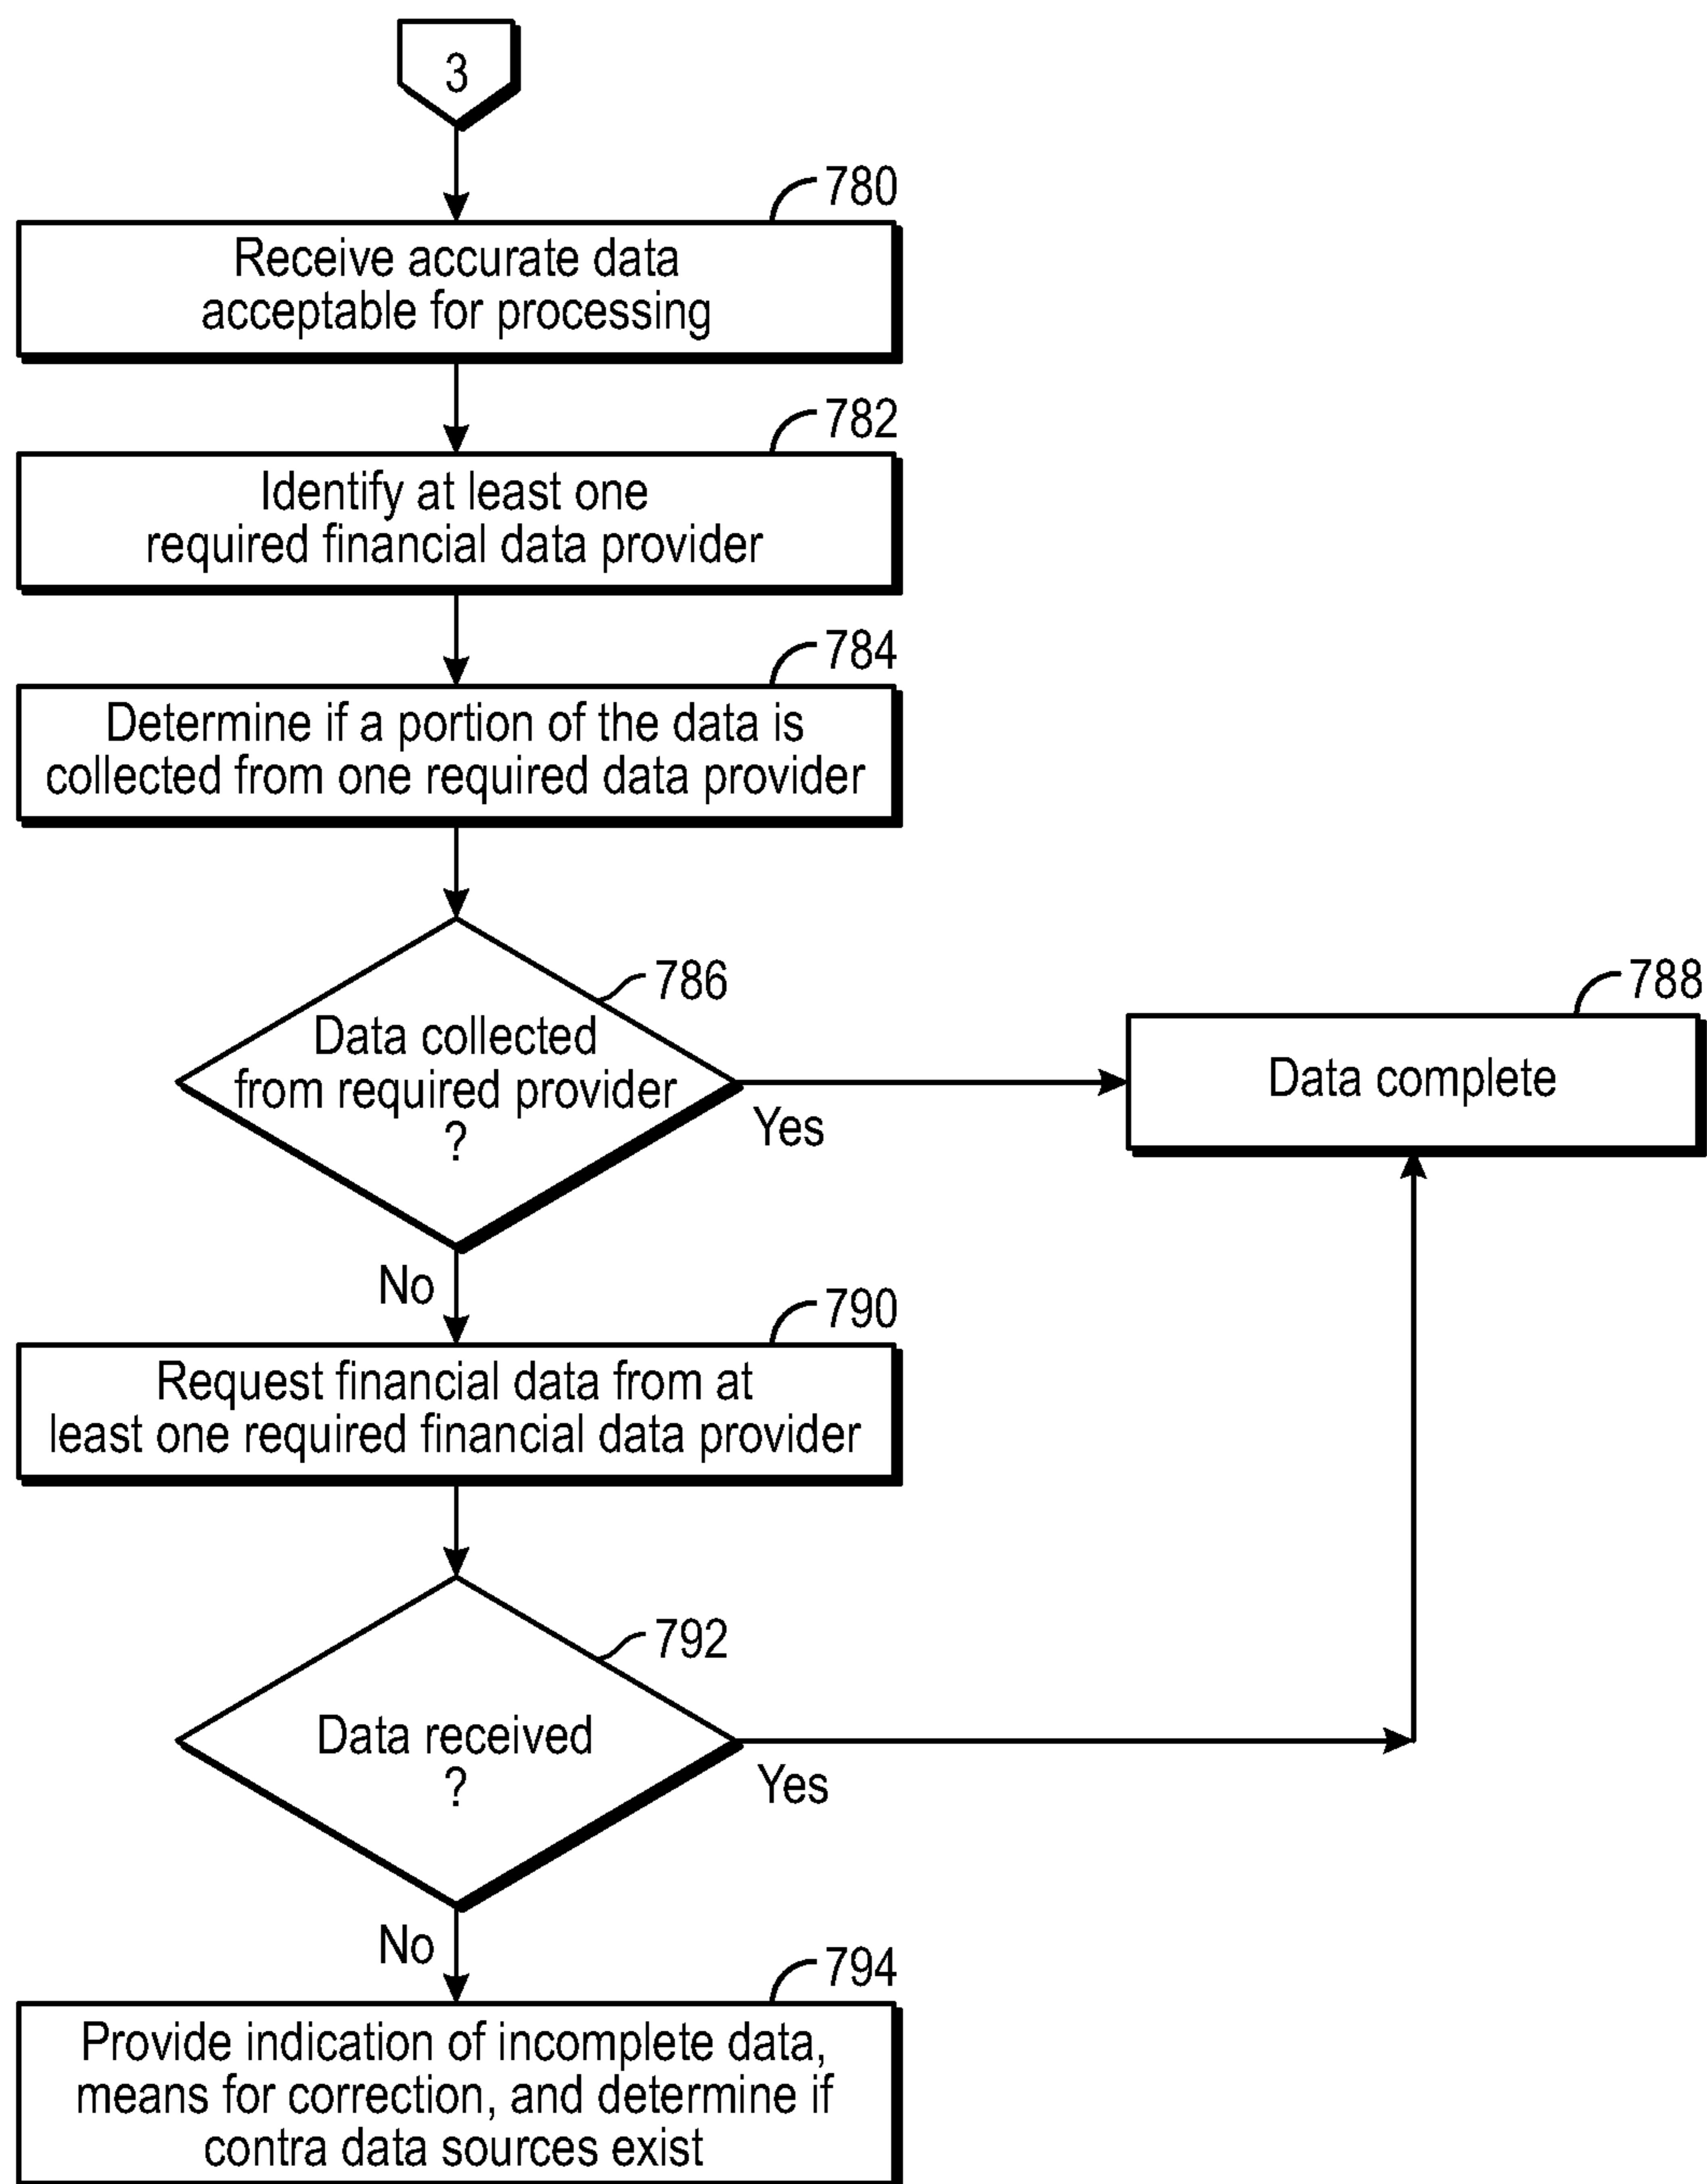 3
780
Receive accurate data
acceptable for processing
782
Identify at least one
required financial data provider
784
Determine if a portion of the data is
collected from one required data provider
786
Data collected
from required provider
?
Yes
788
Data complete
No
790
Request financial data from at
least one required financial data provider
792
Data received
?
Yes
No
794
Provide indication of incomplete data,
means for correction, and determine if
contra data sources exist